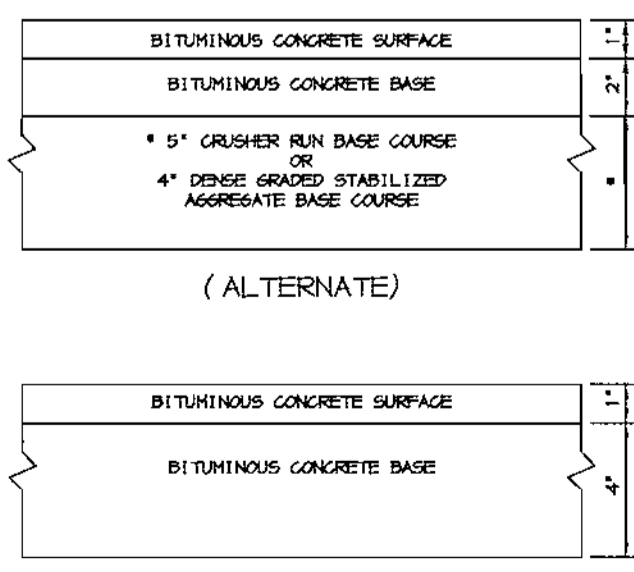 BITUMINOUS CONCRETE SURFACE
1"
BITUMINOUS CONCRETE BASE
2"
* 5" CRUSHER RUN BASE COURSE
OR
4" DENSE GRADED STABILIZED
AGGREGATE BASE COURSE
*
(ALTERNATE)
BITUMINOUS CONCRETE SURFACE
1"
BITUMINOUS CONCRETE BASE
4"